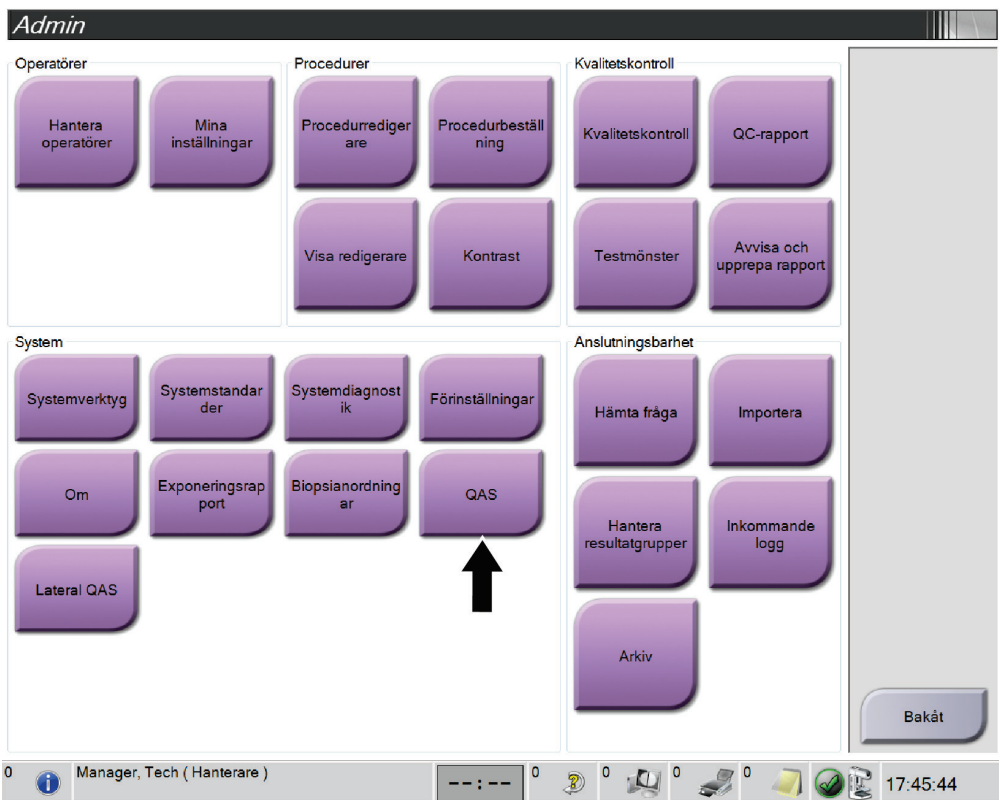 Admin
Operatörer
Hantera
operatörer
Mina
inställningar
Procedurer
Procedurrediger
are
Procedurbeställ
ning
Visa redigerare
Kontrast
Kvalitetskontroll
Kvalitetskontroll
QC-rapport
Testmönster
Avvisa och
upprepa rapport
System
Systemverktyg
Systemstandar
der
Systemdiagnost
ik
Förinställningar
Om
Exponeringsrap
port
Biopsianordning
ar
QAS
Lateral QAS
Anslutningsbarhet
Hämta fråga
Importera
Hantera
resultatgrupper
Inkommande
logg
Arkiv
Bakåt
0
Manager, Tech ( Hanterare )
--:--
0
0
0
0
17:45:44